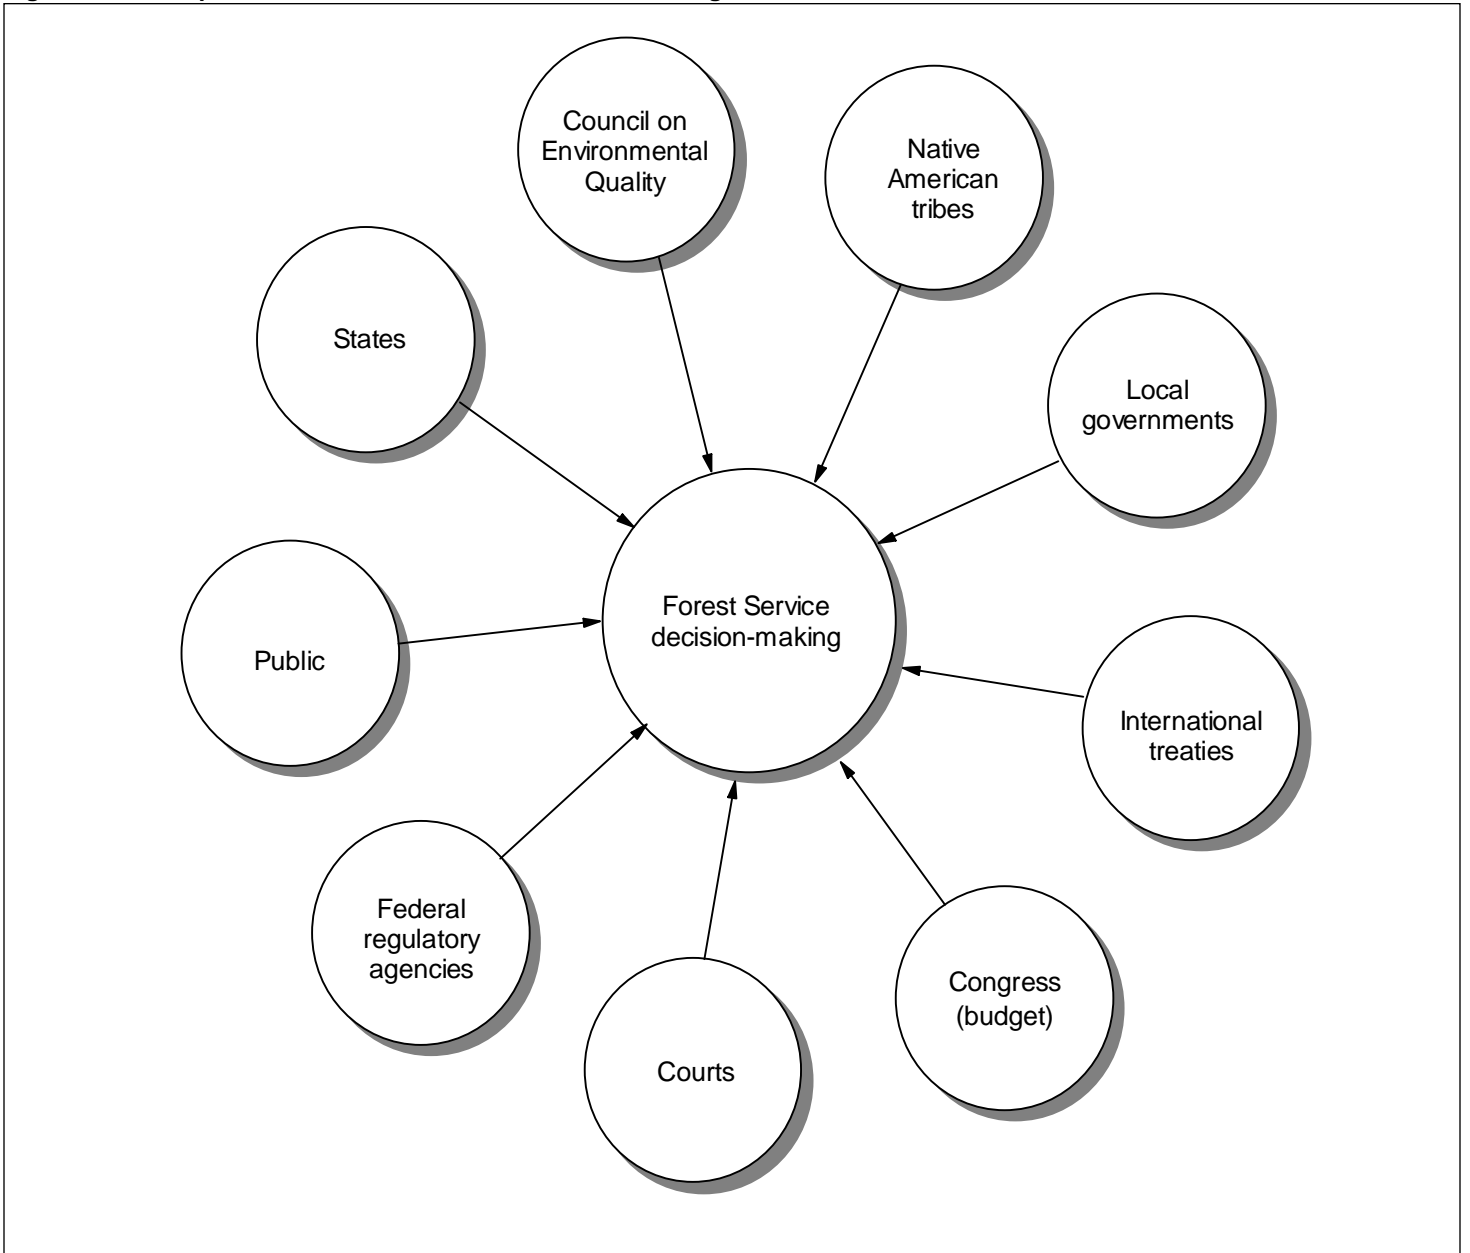 Council on
Environmental
Quality
Native
American
tribes
States
Local
governments
Forest Service
decision-making
Public
International
treaties
Federal
regulatory
agencies
Congress
(budget)
Courts